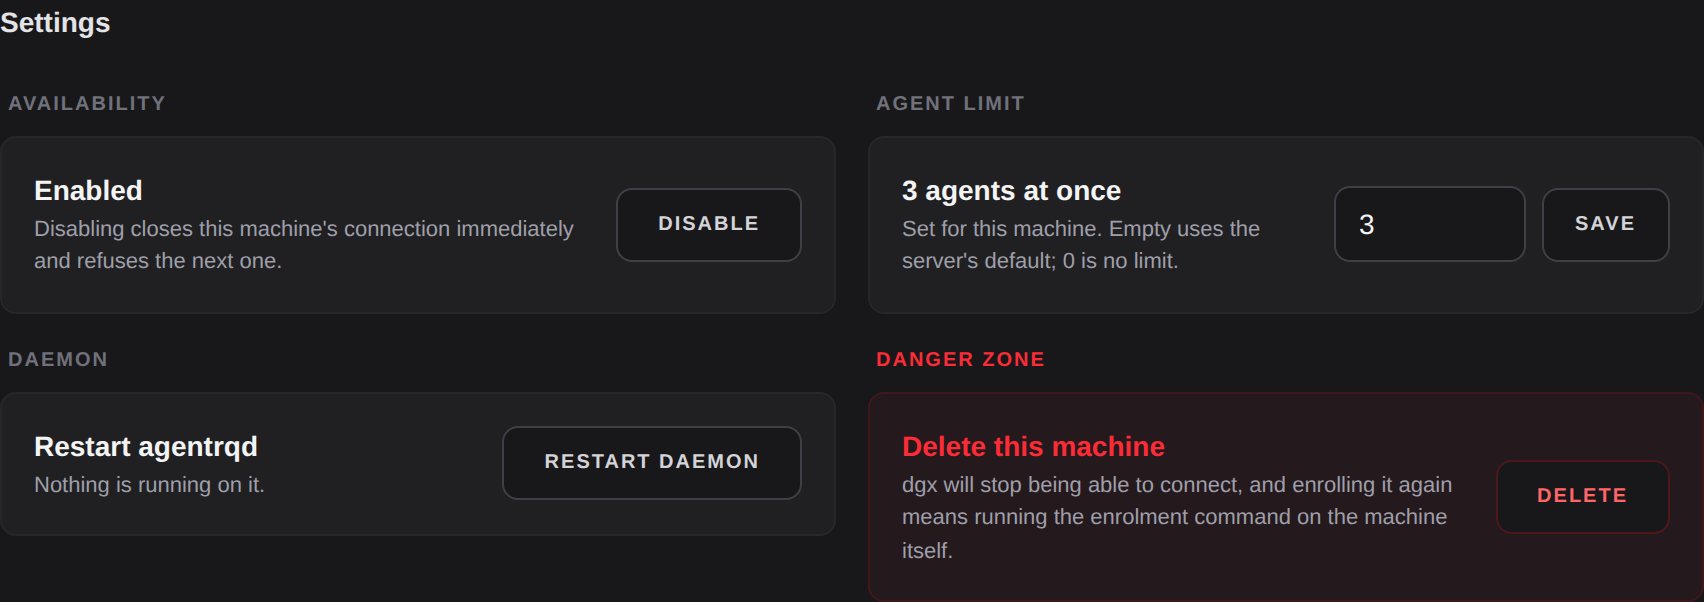 Settings
AVAILABILITY
Enabled
Disabling closes this machine's connection immediately
and refuses the next one.
DISABLE
AGENT LIMIT
3 agents at once
Set for this machine. Empty uses the
server's default; 0 is no limit.
3
SAVE
DAEMON
Restart agentrqd
Nothing is running on it.
RESTART DAEMON
DANGER ZONE
Delete this machine
dgx will stop being able to connect, and enrolling it again
means running the enrolment command on the machine
itself.
DELETE